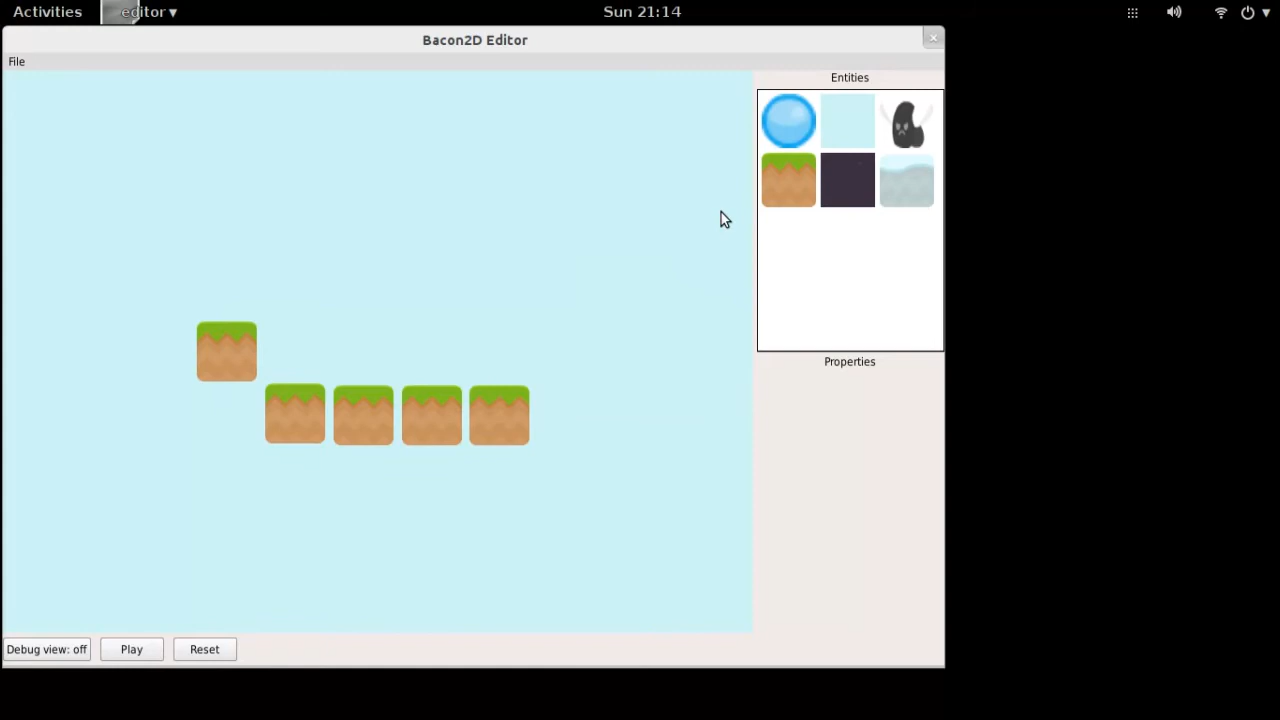 Activities editor ▾ Sun 21:14
Bacon2D Editor
File
Entities
Properties
Debug view: off Play Reset